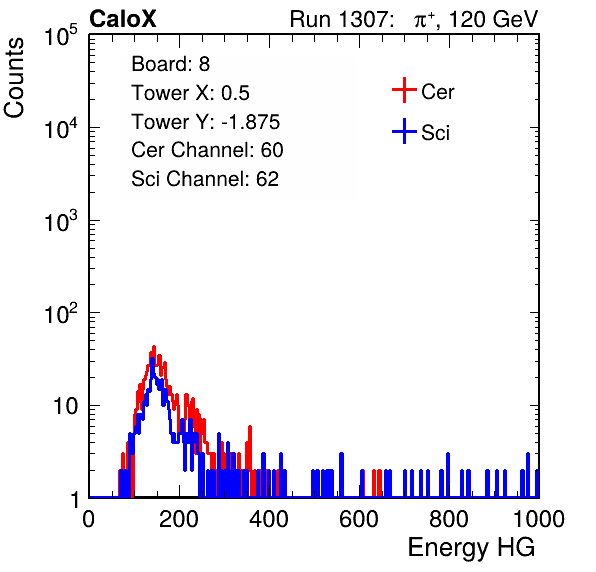 CaloX
Run 1307: π⁺, 120 GeV
Counts
Board: 8
Tower X: 0.5
Tower Y: -1.875
Cer Channel: 60
Sci Channel: 62
Cer
Sci
10⁵
10⁴
10³
10²
10
1
0 200 400 600 800 1000
Energy HG